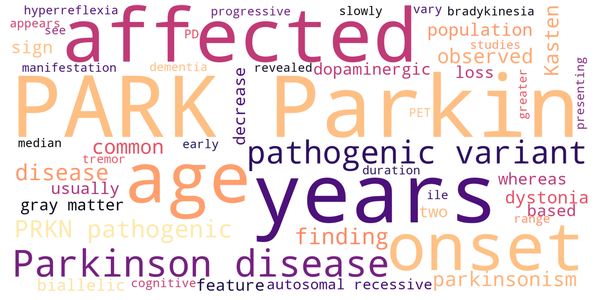 hyperreflexia progressive slowly vary bradykinesia
appears affected population Kasten
see PD studies
sign observed
manifestation dementia revealed dopaminergic loss
PARK Parkin
decrease PET greater presenting
median early pathogenic variant
common
tremor duration
disease age years whereas
usually ile dystonia
gray matter two based
range
PRKN pathogenic finding onset
Parkinson disease parkinsonism
biallelic cognitive feature autosomal recessive